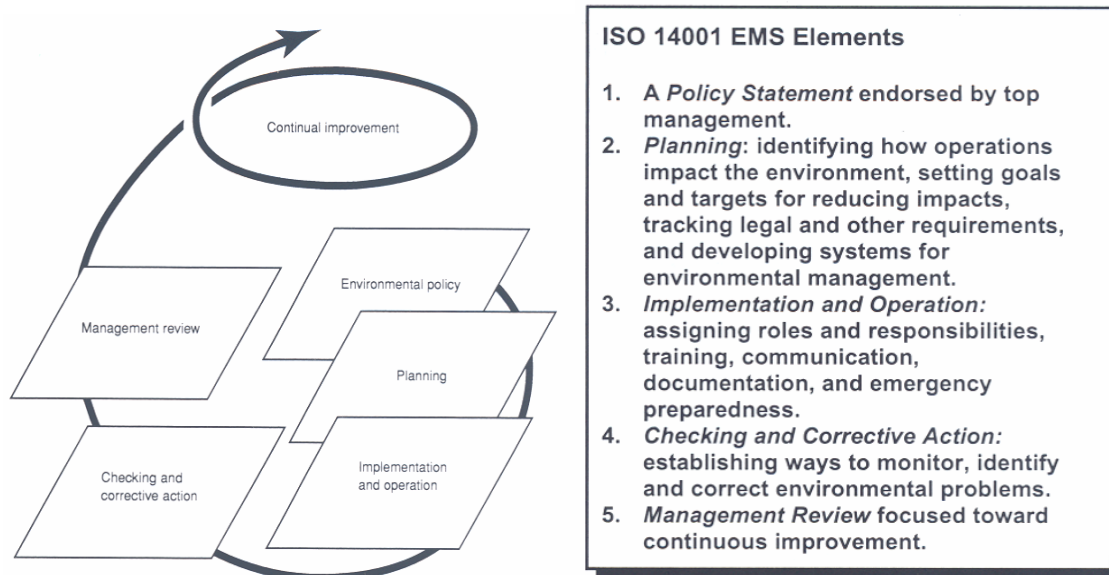 Continual improvement
Environmental policy
Management review
Planning
Checking and
corrective action
Implementation
and operation
ISO 14001 EMS Elements
1. A Policy Statement endorsed by top
management.
2. Planning: identifying how operations
impact the environment, setting goals
and targets for reducing impacts,
tracking legal and other requirements,
and developing systems for
environmental management.
3. Implementation and Operation:
assigning roles and responsibilities,
training, communication,
documentation, and emergency
preparedness.
4. Checking and Corrective Action:
establishing ways to monitor, identify
and correct environmental problems.
5. Management Review focused toward
continuous improvement.